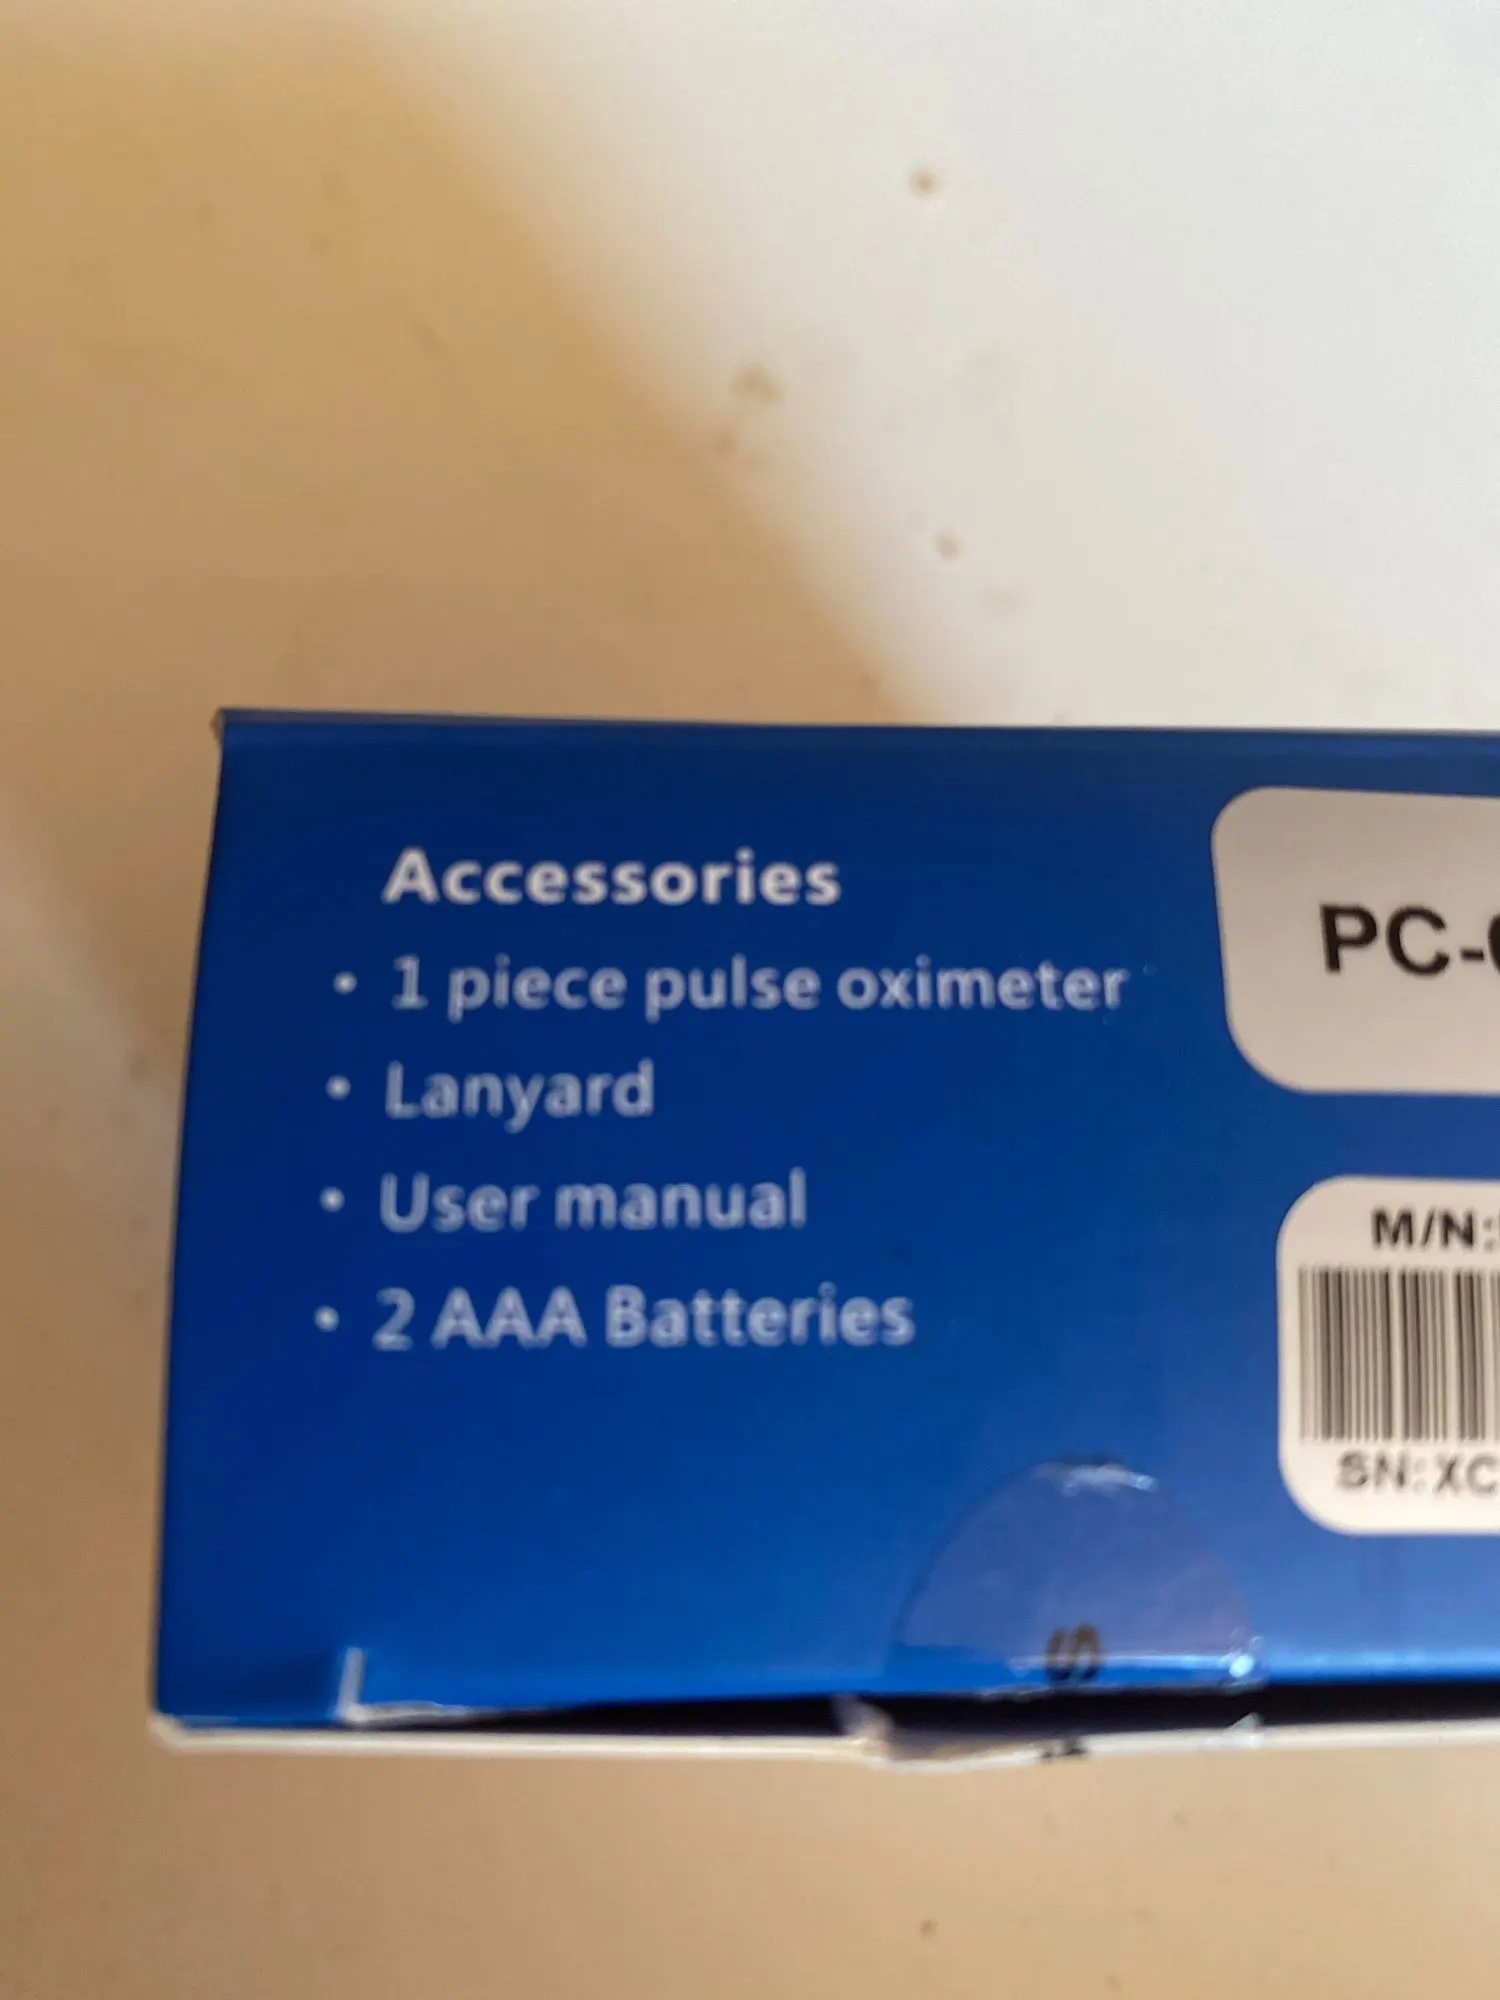 Accessories
• 1 piece pulse oximeter
• Lanyard
• User manual
• 2 AAA Batteries
PC-
M/N:
SN:XC
S